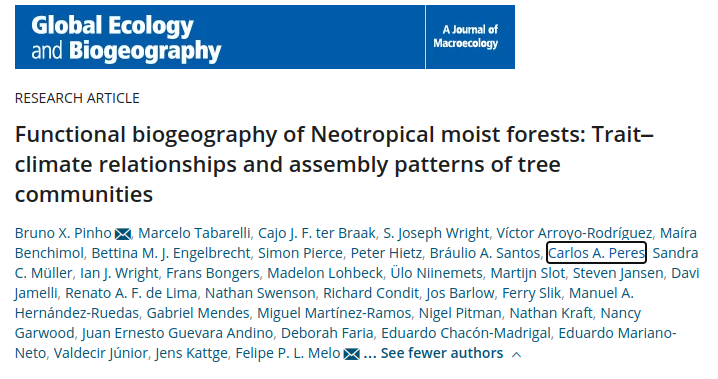 Global Ecology
and Biogeography
A Journal of
Macroecology
RESEARCH ARTICLE
Functional biogeography of Neotropical moist forests: Trait–
climate relationships and assembly patterns of tree
communities
Bruno X. Pinho, Marcelo Tabarelli, Cajo J. F. ter Braak, S. Joseph Wright, Víctor Arroyo-Rodríguez, Maíra
Benchimol, Bettina M. J. Engelbrecht, Simon Pierce, Peter Hietz, Bráulio A. Santos, Carlos A. Peres, Sandra
C. Müller, Ian J. Wright, Frans Bongers, Madelon Lohbeck, Ülo Niinemets, Martijn Slot, Steven Jansen, Davi
Jamelli, Renato A. F. de Lima, Nathan Swenson, Richard Condit, Jos Barlow, Ferry Slik, Manuel A.
Hernández-Ruedas, Gabriel Mendes, Miguel Martínez-Ramos, Nigel Pitman, Nathan Kraft, Nancy
Garwood, Juan Ernesto Guevara Andino, Deborah Faria, Eduardo Chacón-Madrigal, Eduardo Mariano-
Neto, Valdecir Júnior, Jens Kattge, Felipe P. L. Melo ... See fewer authors